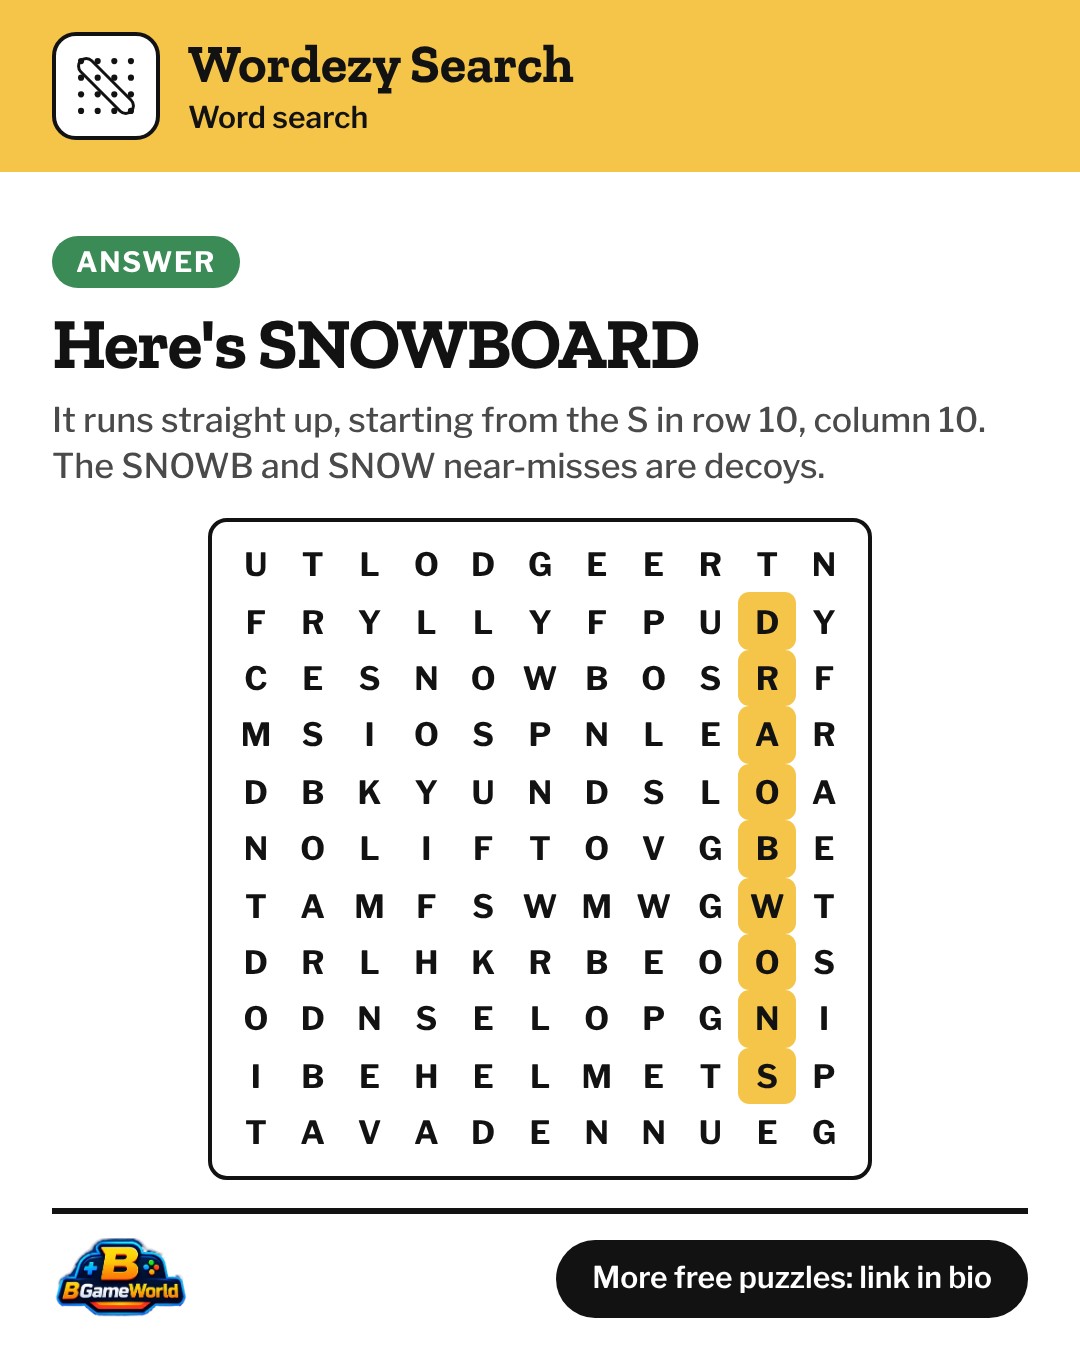 Wordezy Search
Word search
ANSWER
Here's SNOWBOARD
It runs straight up, starting from the S in row 10, column 10.
The SNOWB and SNOW near-misses are decoys.
U T L O D G E E R T N
F R Y L L Y F P U D Y
C E S N O W B O S R F
M S I O S P N L E A R
D B K Y U N D S L O A
N O L I F T O V G B E
T A M F S W M W G W T
D R L H K R B E O O S
O D N S E L O P G N I
I B E H E L M E T S P
T A V A D E N N U E G
B
BGameWorld
More free puzzles: link in bio